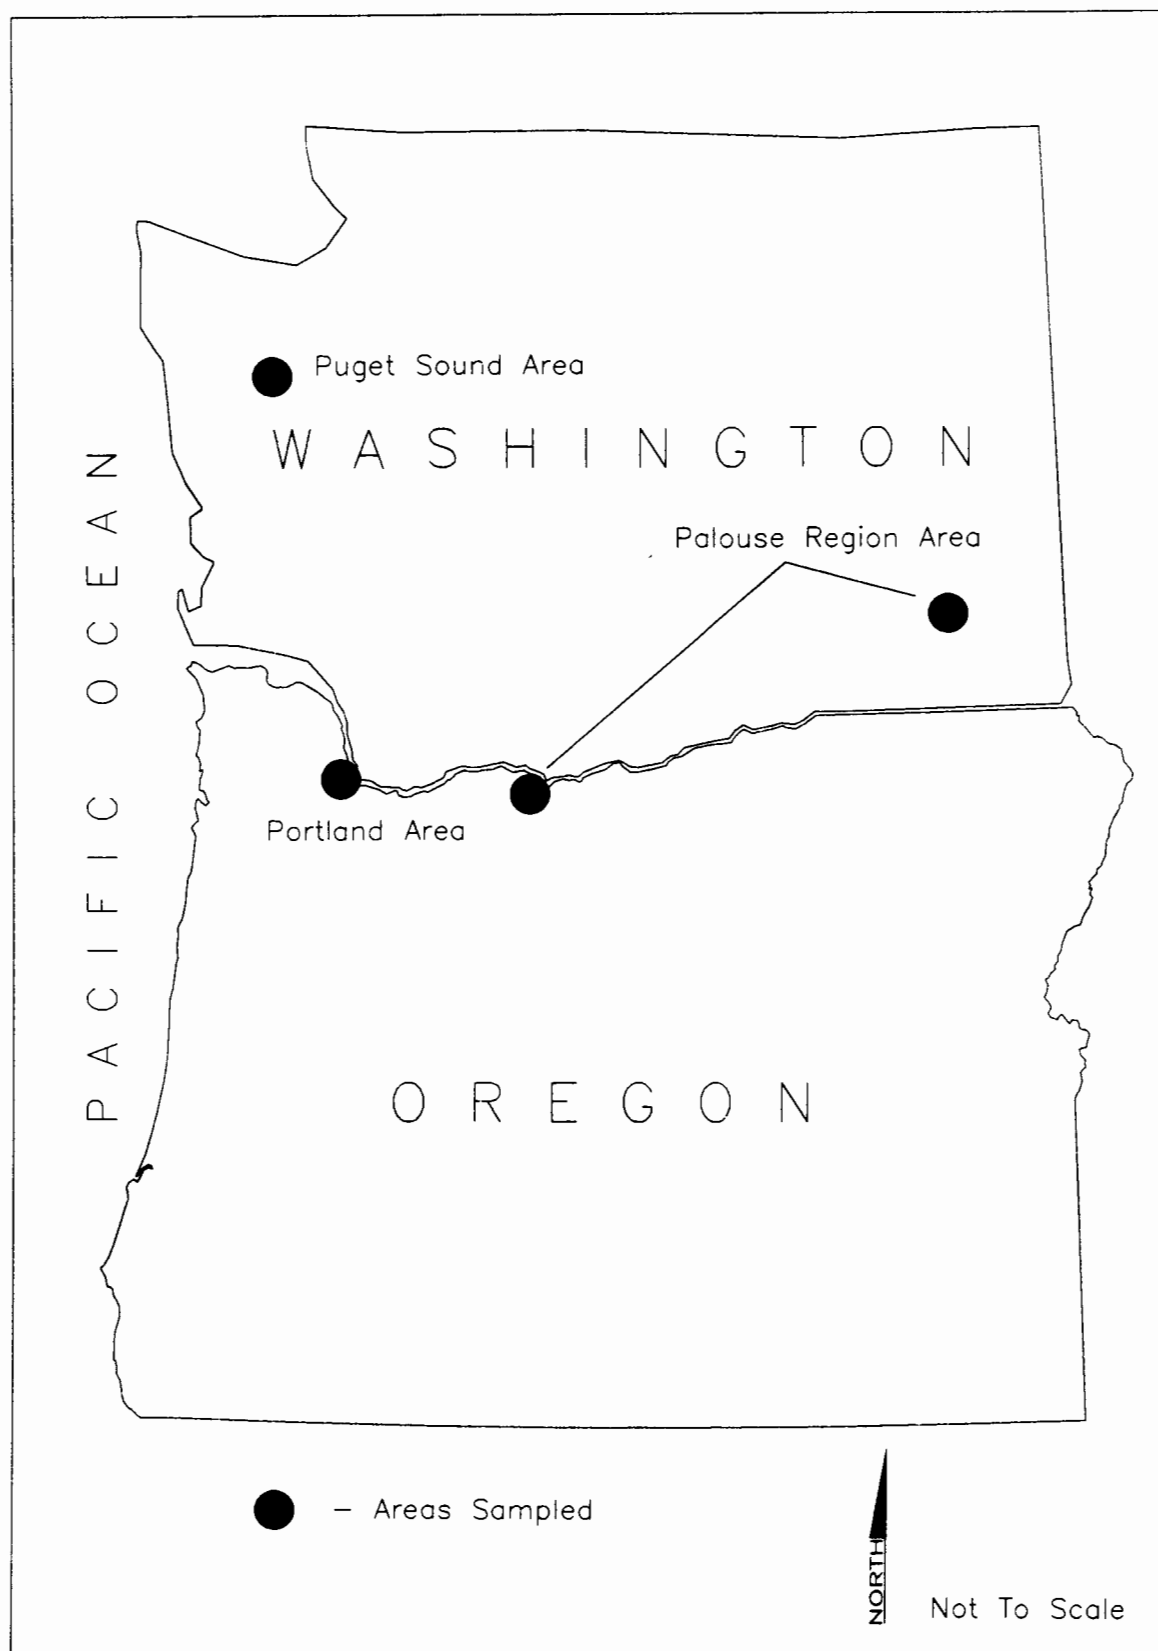 Puget Sound Area
WASHINGTON
Palouse Region Area
PACIFIC OCEAN
Portland Area
OREGON
– Areas Sampled
NORTH
Not To Scale